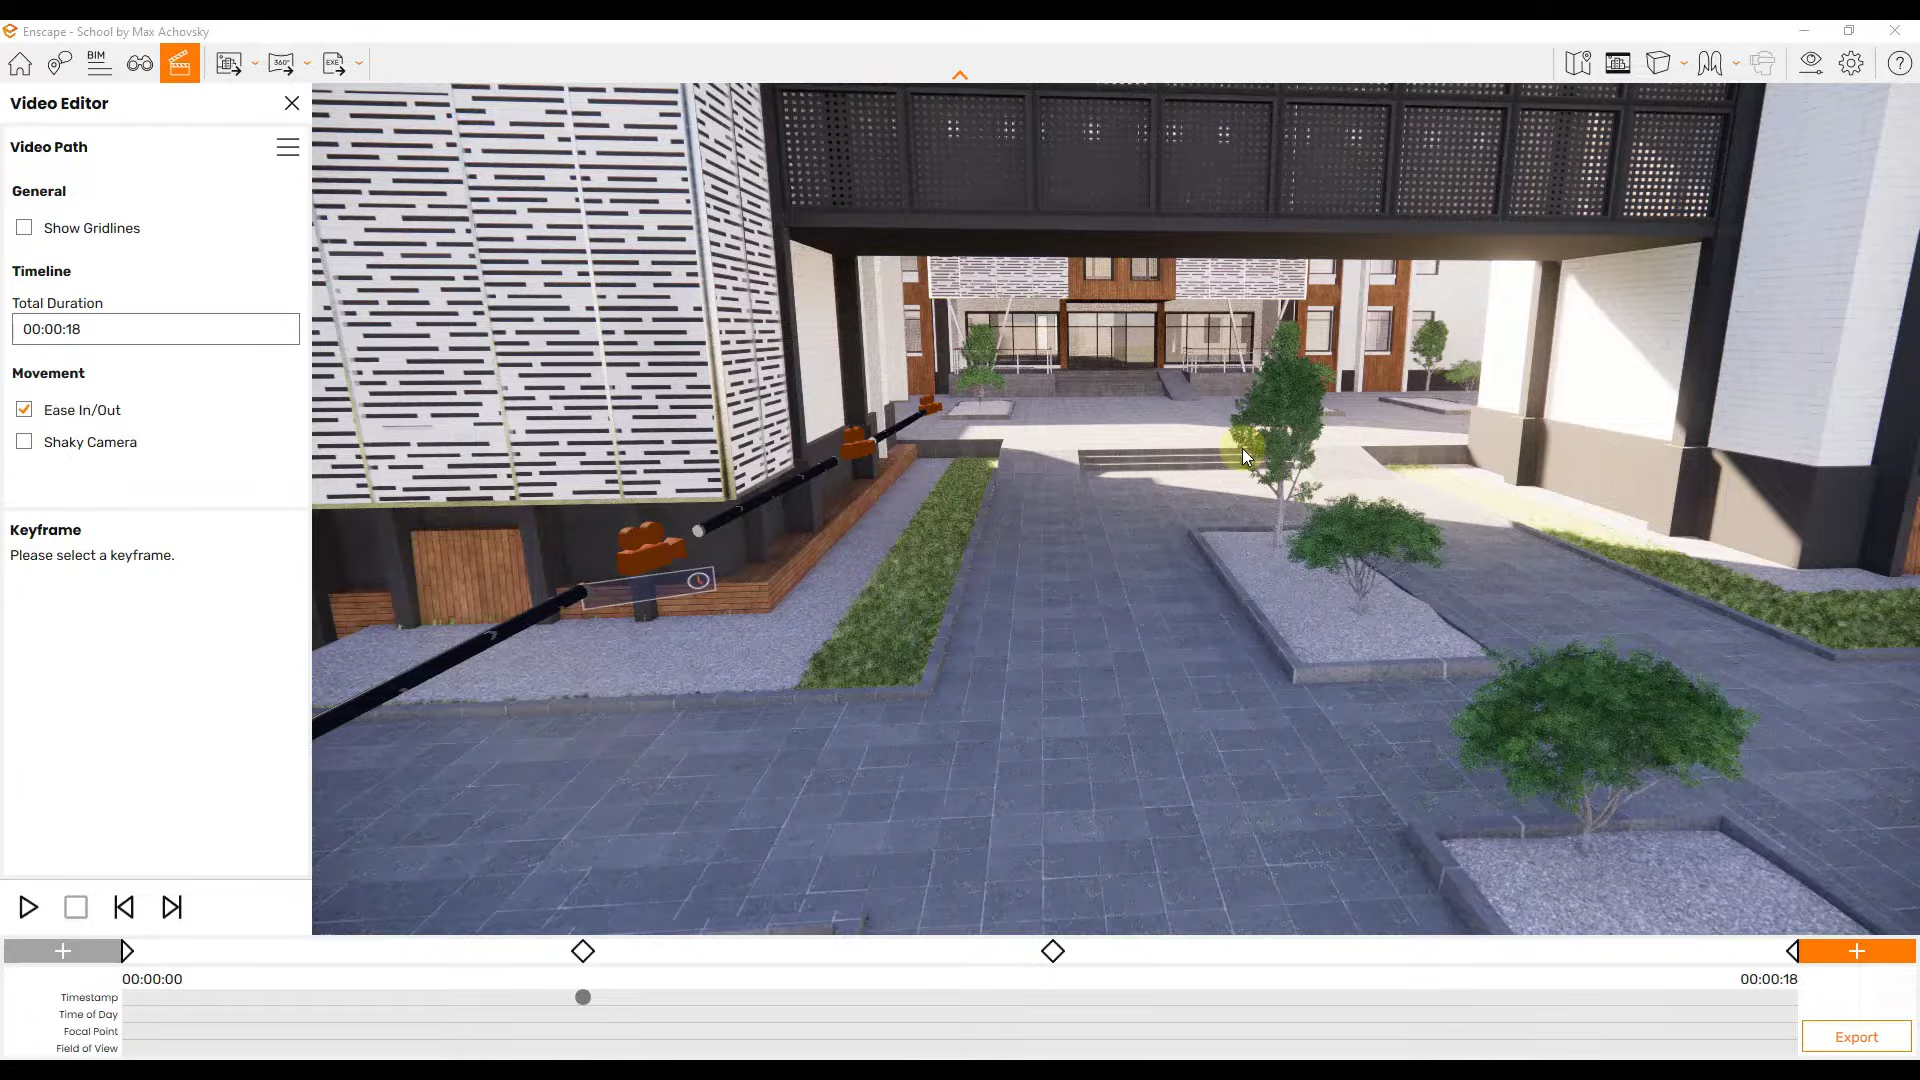 Enscape - School by Max Achovsky
BIM
360°
EXE
?
Video Editor
Video Path
General
Show Gridlines
Timeline
Total Duration
00:00:18
Movement
Ease In/Out
Shaky Camera
Keyframe
Please select a keyframe.
00:00:00
00:00:18
Timestamp
Time of Day
Focal Point
Field of View
Export